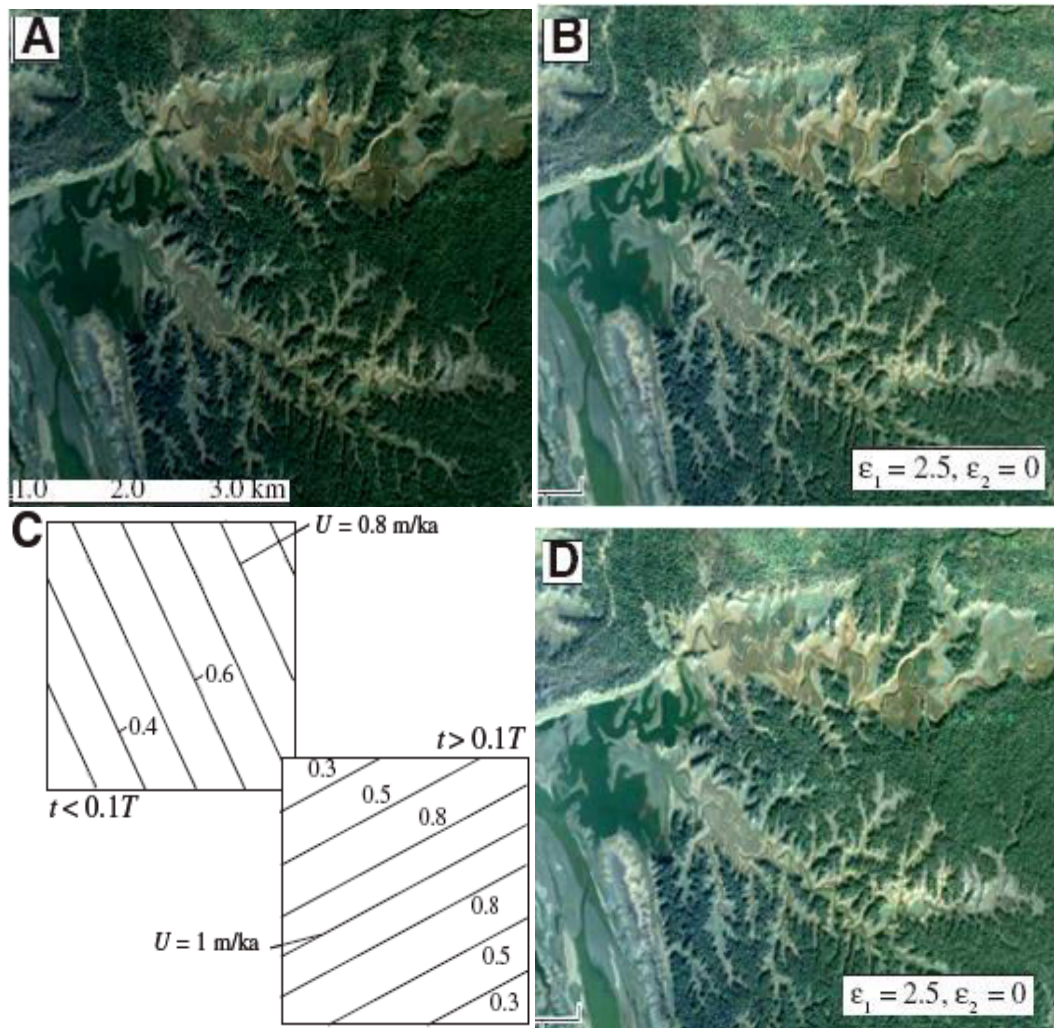 A
B
1.0 2.0 3.0 km
ε₁ = 2.5, ε₂ = 0
C
U = 0.8 m/ka
0.6
0.4
t < 0.1T
t > 0.1T
0.3
0.5
0.8
0.8
U = 1 m/ka
0.5
0.3
D
ε₁ = 2.5, ε₂ = 0